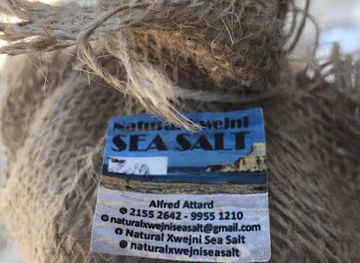 Natural Xwejni
SEA SALT
Alfred Attard
2155 2642 - 9955 1210
naturalxwejniseasalt@gmail.com
Natural Xwejni Sea Salt
naturalxwejniseasalt